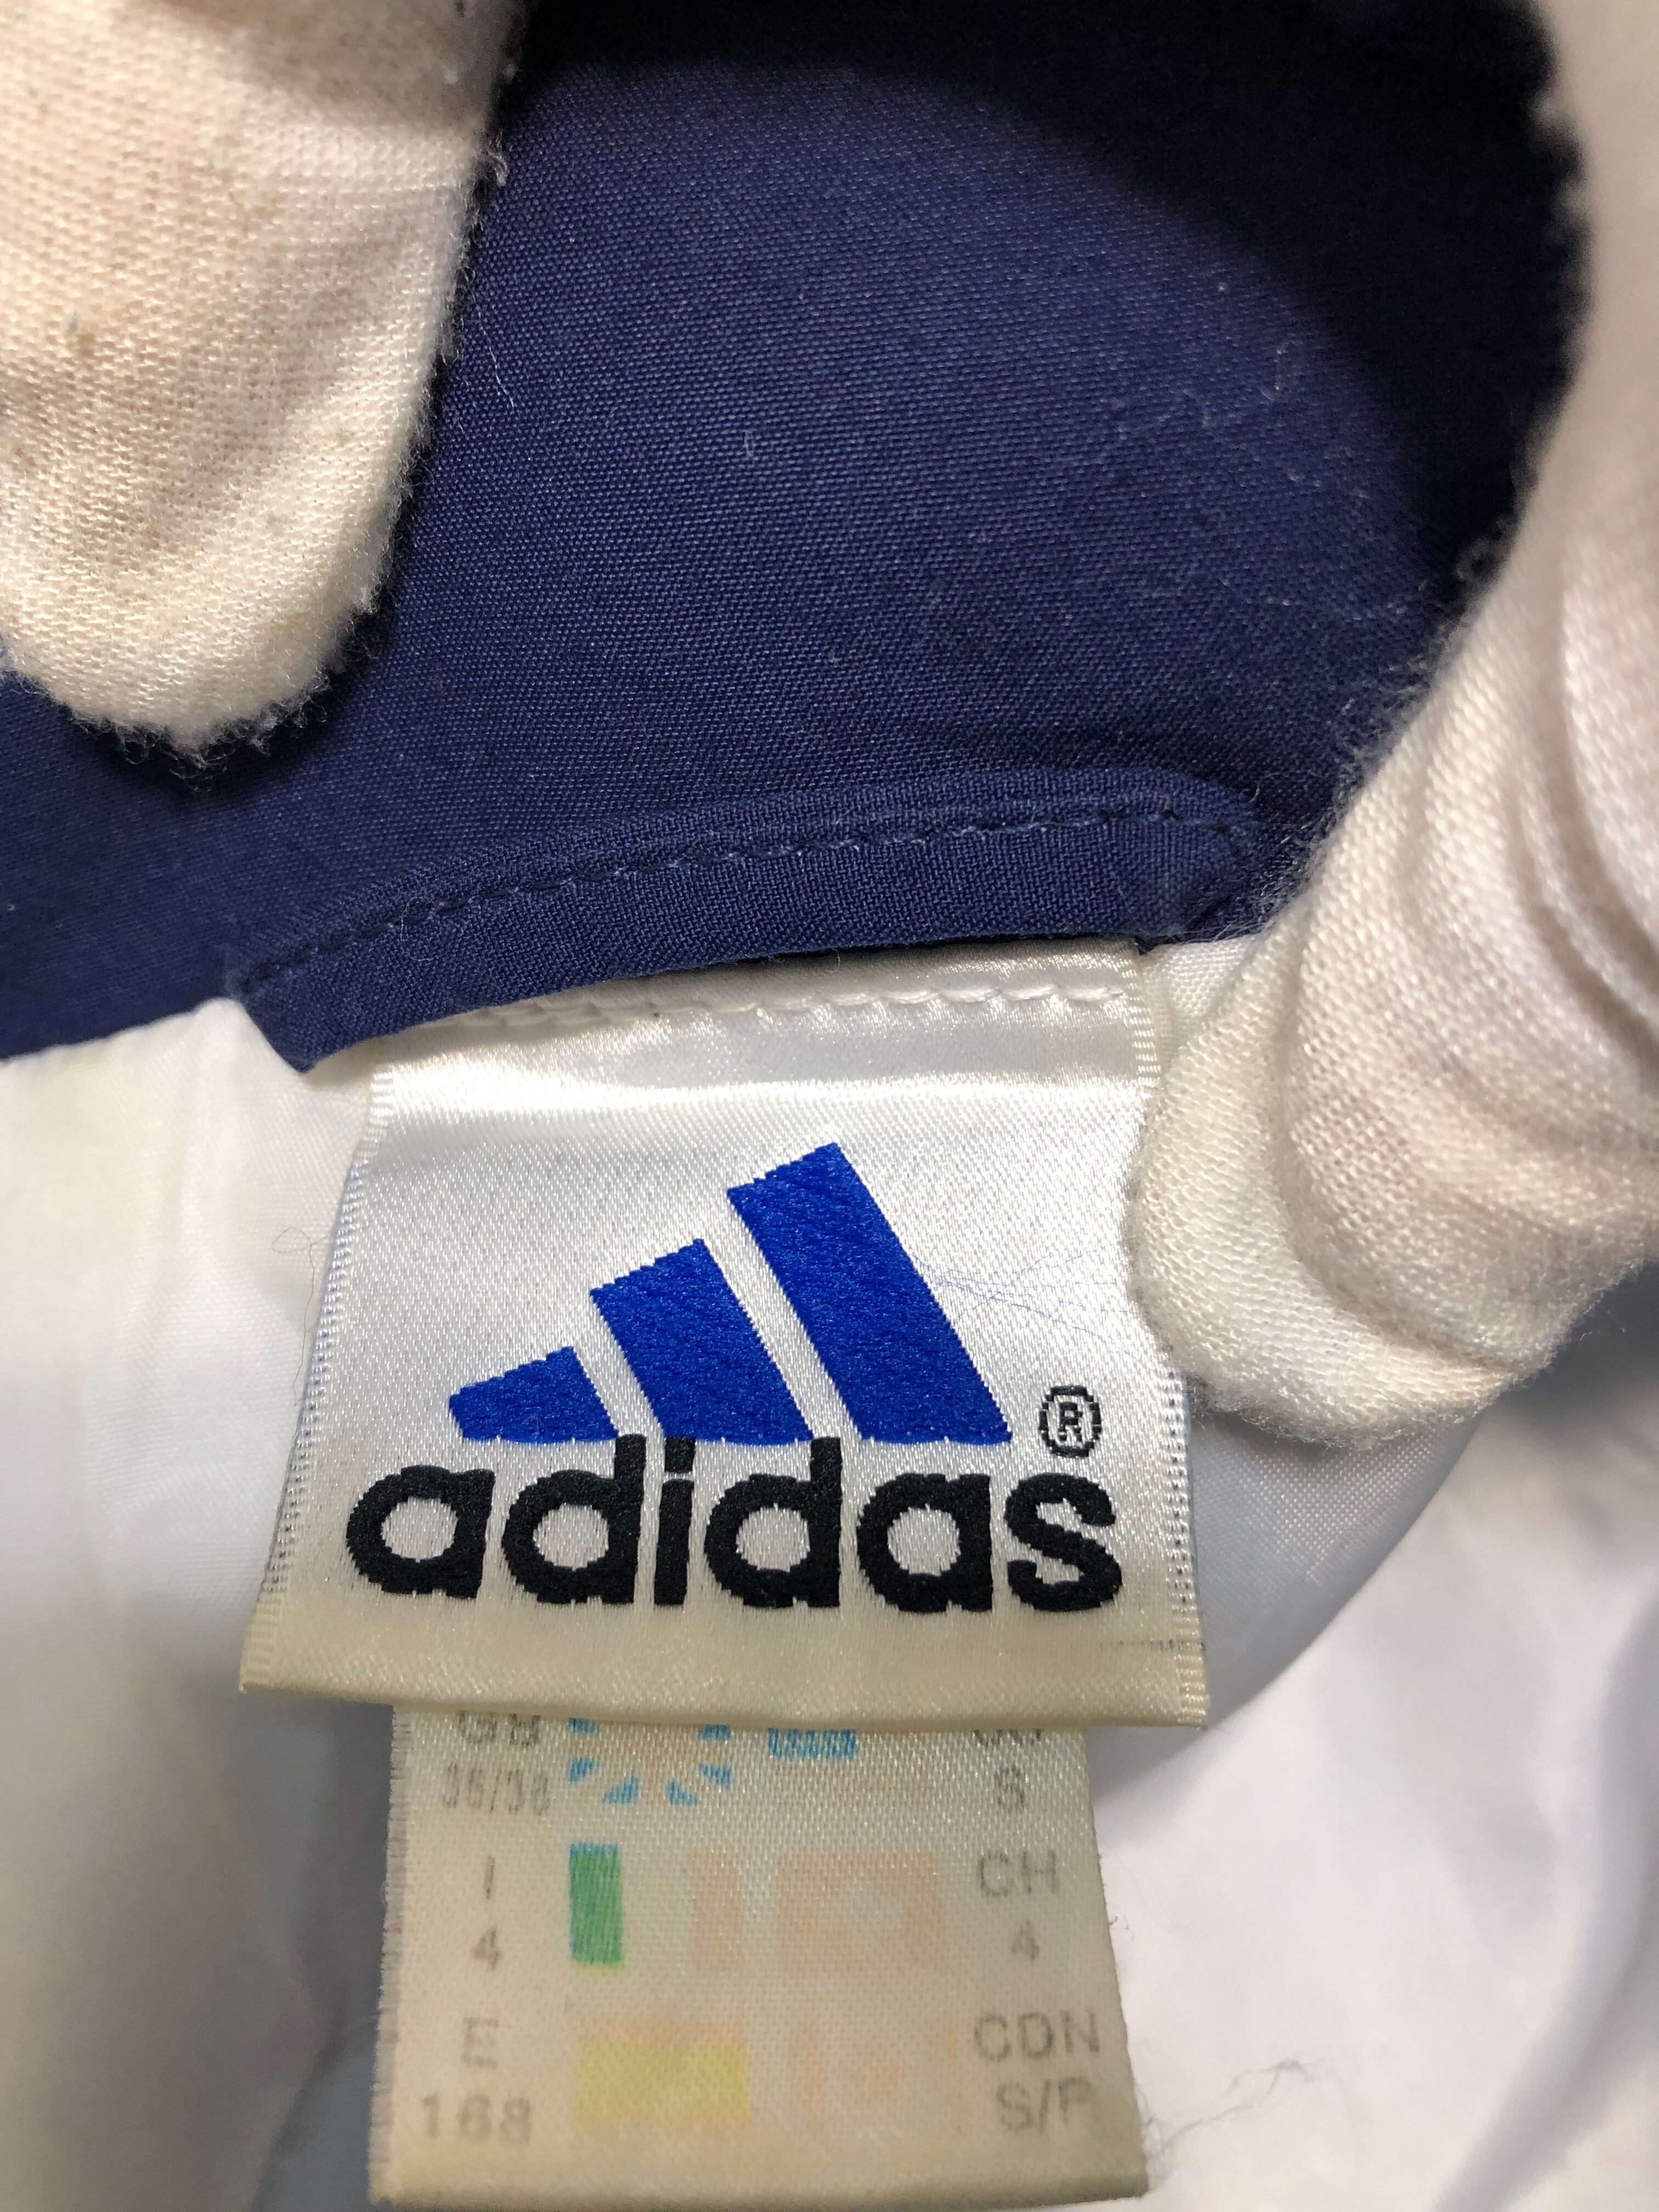 adidas®
GB
36/38 S
I CH
4 4
E CDN
168 S/P